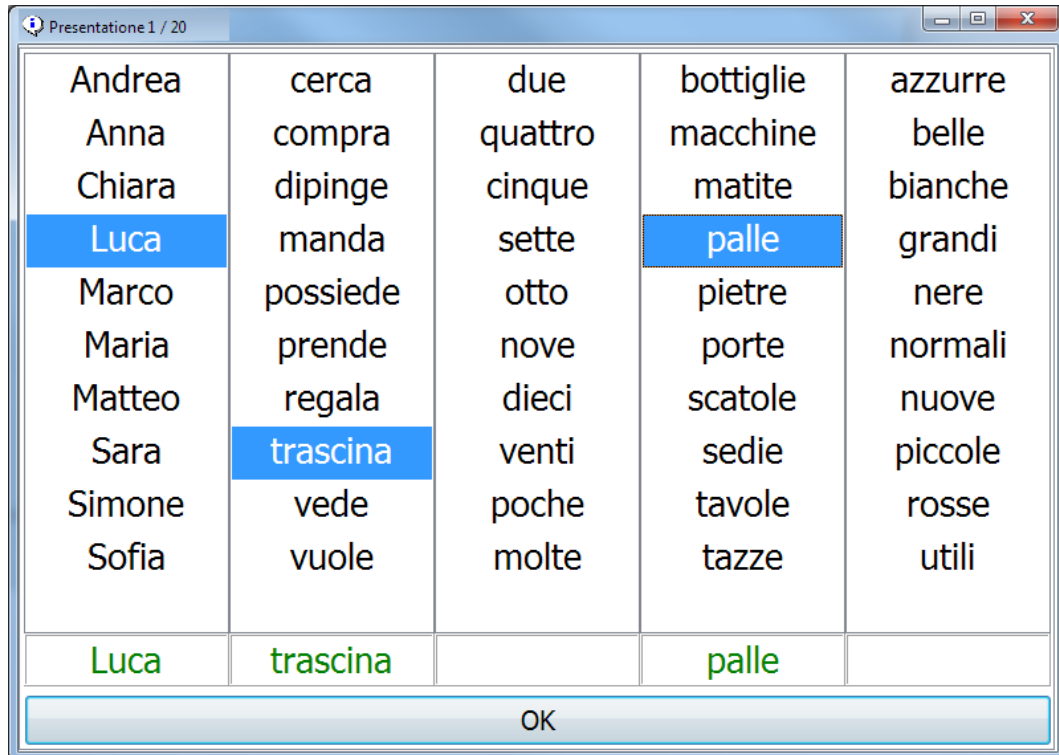 Presentazione 1 / 20
Andrea cerca due bottiglie azzurre
Anna compra quattro macchine belle
Chiara dipinge cinque matite bianche
Luca manda sette palle grandi
Marco possiede otto pietre nere
Maria prende nove porte normali
Matteo regala dieci scatole nuove
Sara trascina venti sedie piccole
Simone vede poche tavole rosse
Sofia vuole molte tazze utili
Luca trascina palle
OK